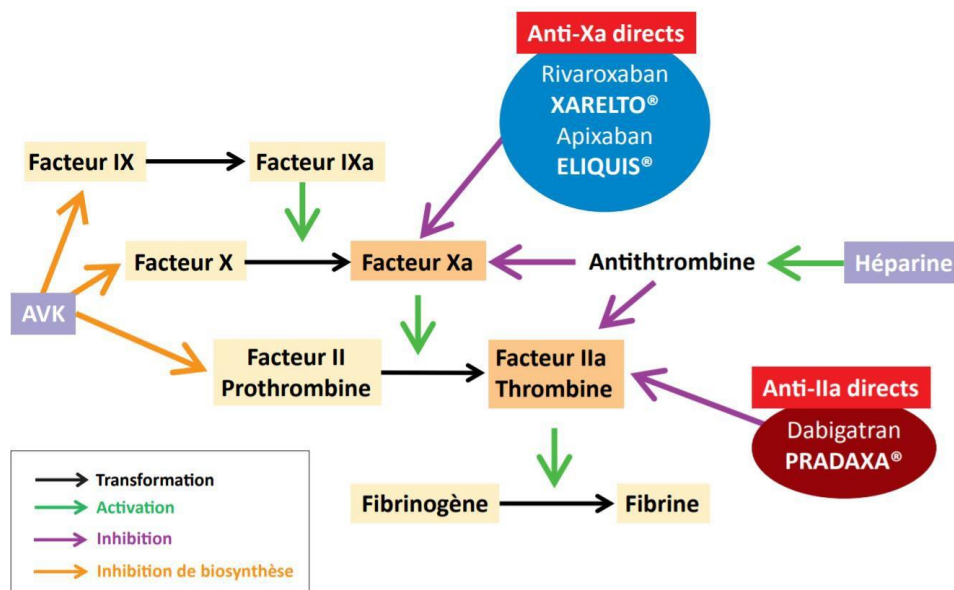 Anti-Xa directs
Rivaroxaban
XARELTO®
Apixaban
ELIQUIS®
Facteur IX
Facteur IXa
Facteur X
Facteur Xa
Antithtrombine
Héparine
AVK
Facteur II
Prothrombine
Facteur IIa
Thrombine
Anti-IIa directs
Dabigatran
PRADAXA®
Transformation
Activation
Inhibition
Inhibition de biosynthèse
Fibrinogène
Fibrine